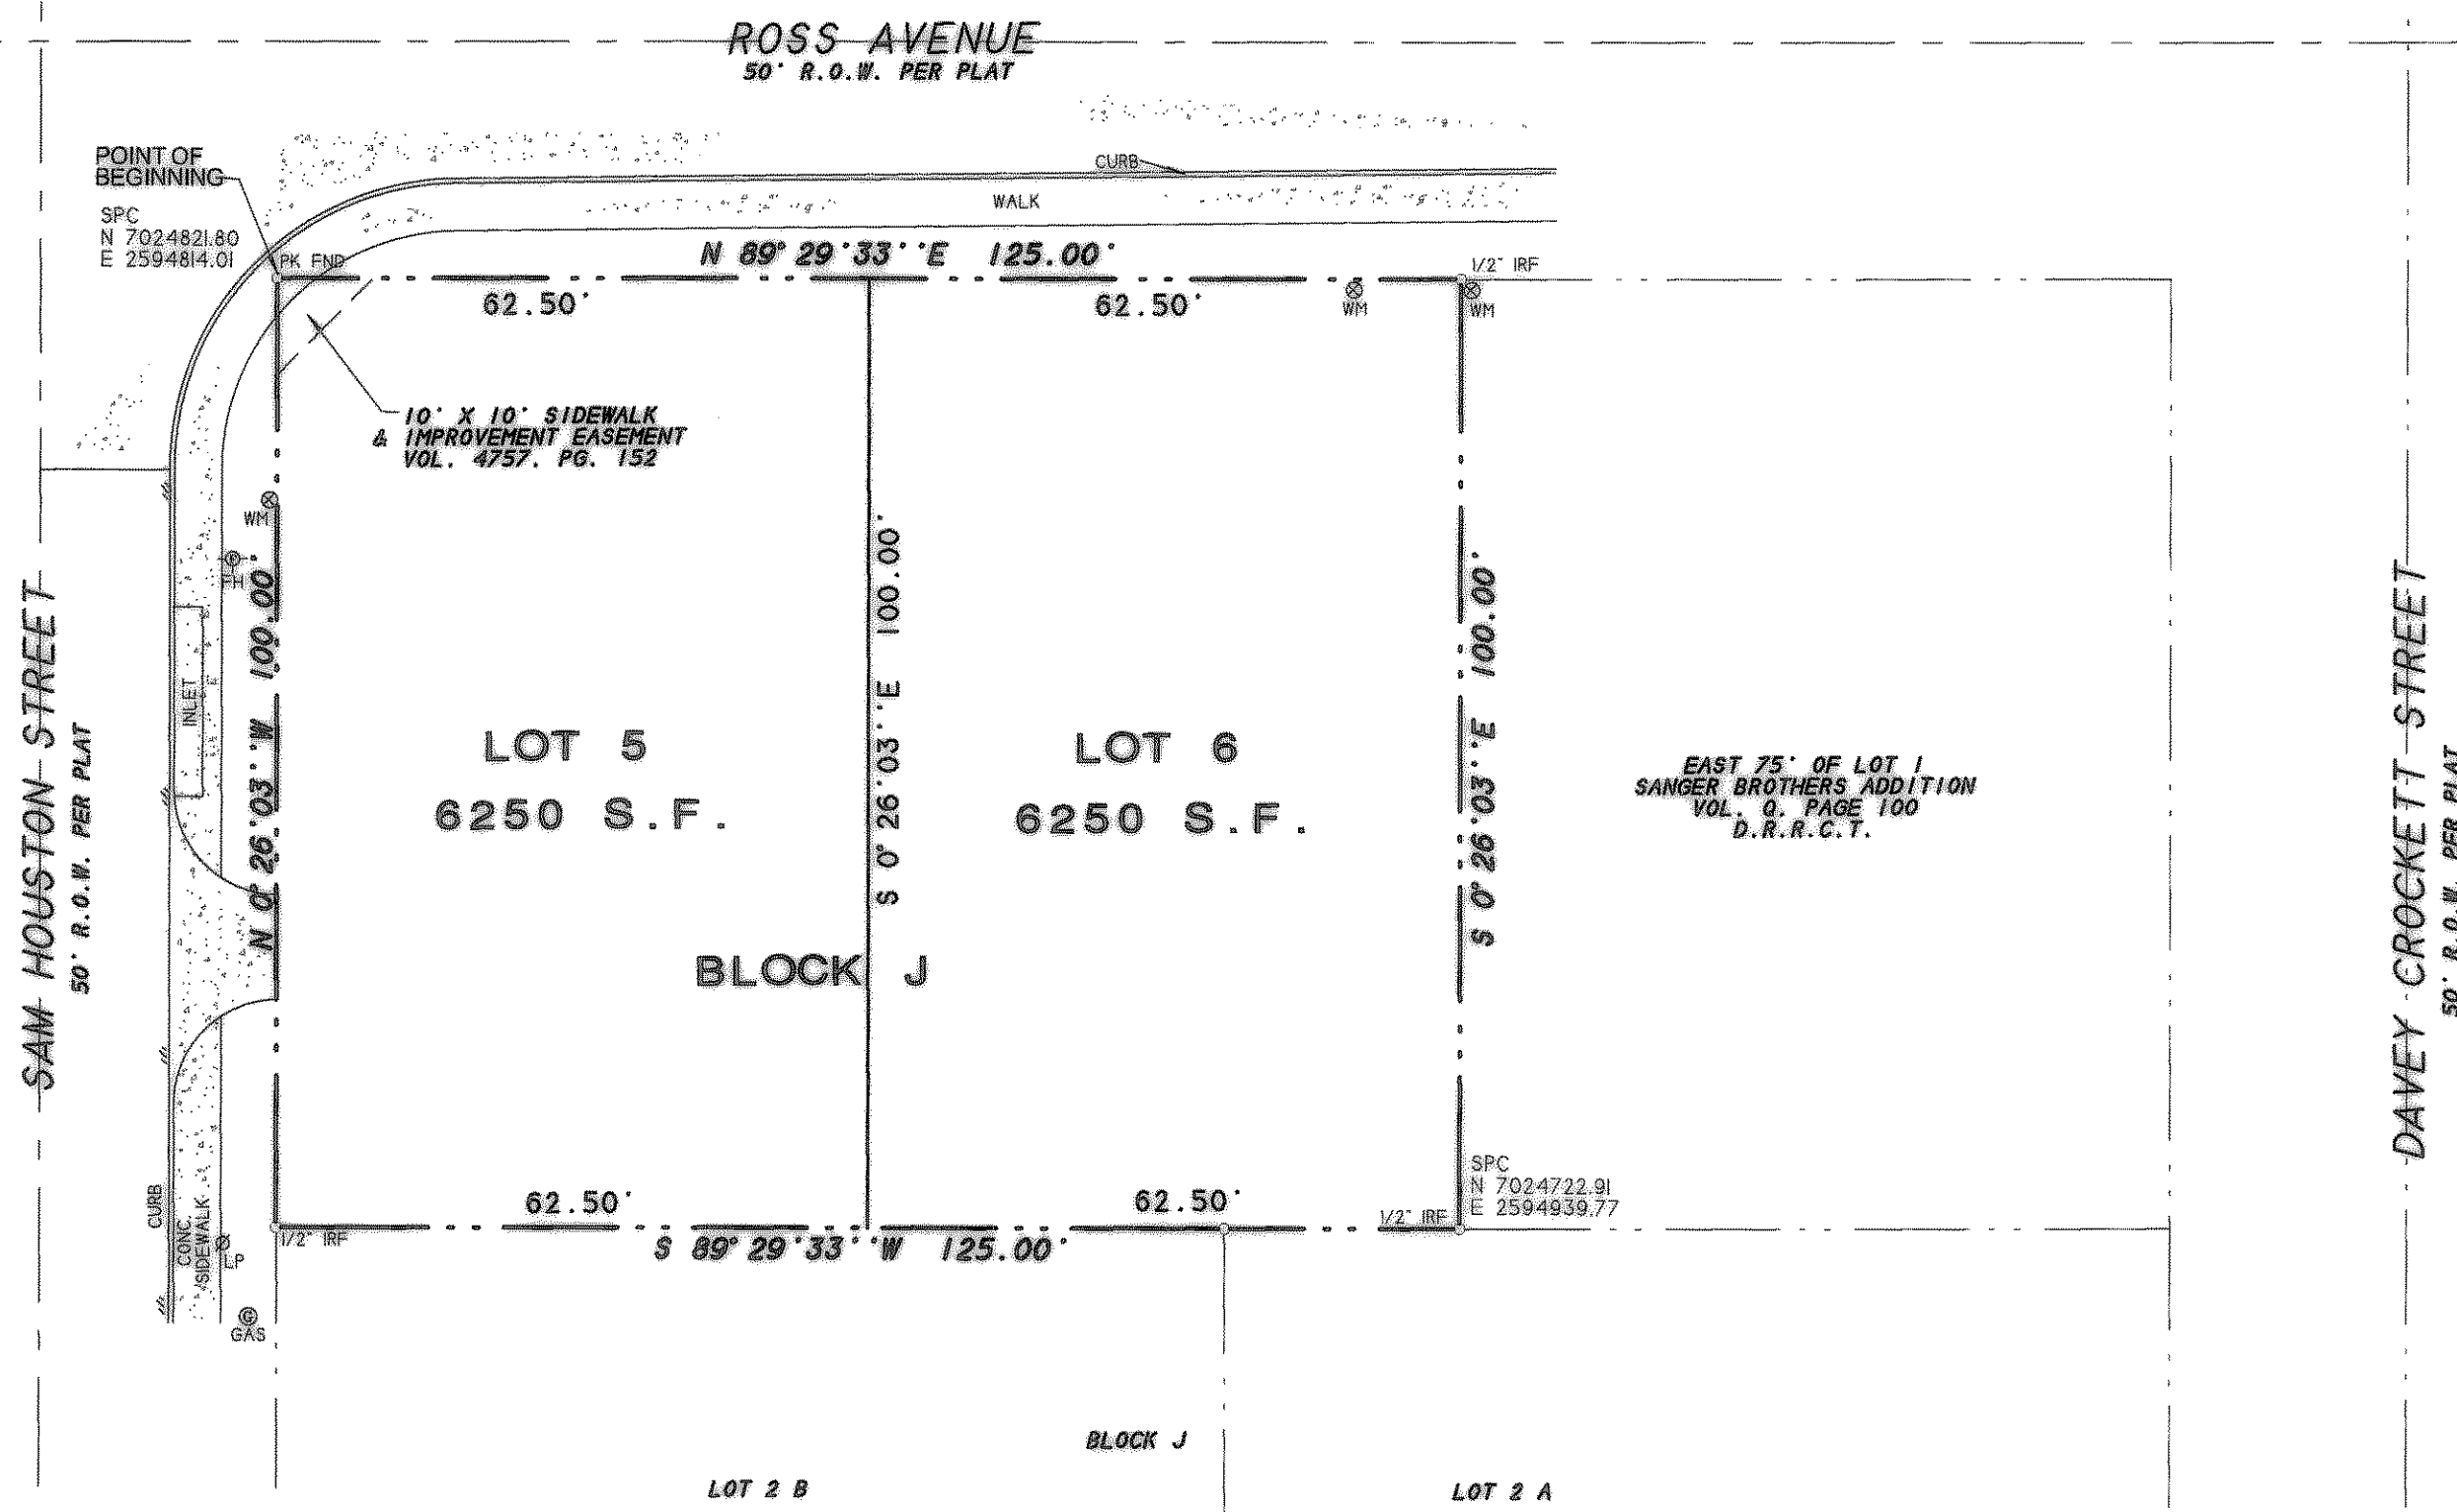 ROSS AVENUE
50' R.O.W. PER PLAT
POINT OF
BEGINNING
SPC
N 7024821.80
E 2594814.01
PK FND
CURB
WALK
N 89°29'33''E 125.00'
1/2" IRF
62.50'
62.50'
WM
WM
10' X 10' SIDEWALK
& IMPROVEMENT EASEMENT
VOL. 4757. PG. 152
WM
FH
INLET
N 0°26'03''W 100.00'
SAM HOUSTON STREET
50' R.O.W. PER PLAT
LOT 5
6250 S.F.
S 0°26'03''E 100.00'
LOT 6
6250 S.F.
BLOCK J
S 0°26'03''E 100.00'
EAST 75' OF LOT 1
SANGER BROTHERS ADDITION
VOL. Q. PAGE 100
D.R.R.C.T.
DAVEY CROCKETT STREET
50' R.O.W. PER PLAT
CURB
CONC.
SIDEWALK
LP
GAS
1/2" IRF
62.50'
62.50'
S 89°29'33''W 125.00'
1/2" IRF
SPC
N 7024722.91
E 2594939.77
BLOCK J
LOT 2 B
LOT 2 A